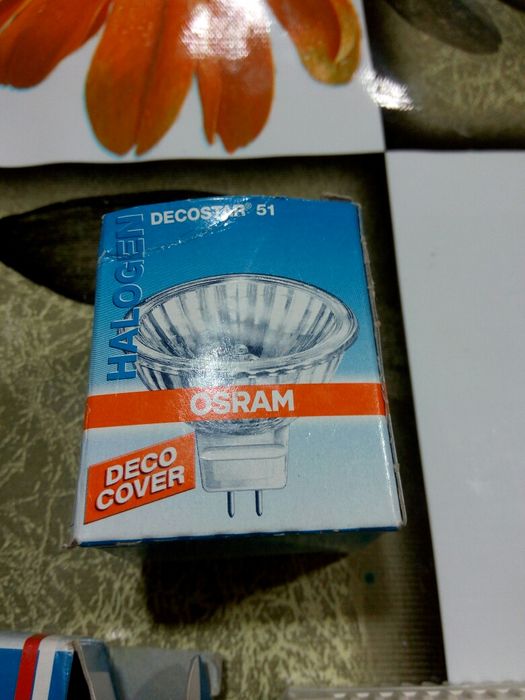 DECOSTAR® 51
HALOGEN
OSRAM
DECO
COVER